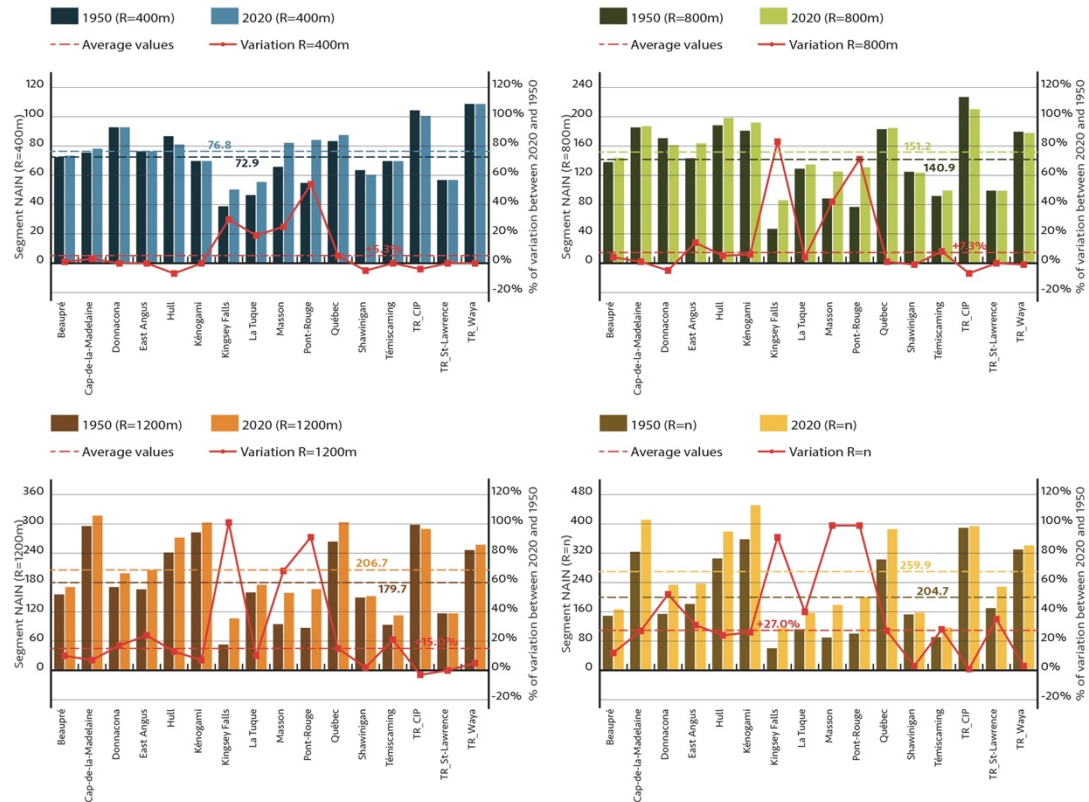 1950 (R=400m) 2020 (R=400m)
Average values Variation R=400m
Segment NAIN (R=400m)
120
100
80
60
40
20
0
76.8
72.9
+5.3%
120%
100%
80%
60%
40%
20%
0%
-20%
% of variation between 2020 and 1950
Beaupré
Cap-de-la-Madelaine
Donnacona
East Angus
Hull
Kénogami
Kingsey Falls
La Tuque
Masson
Pont-Rouge
Québec
Shawinigan
Témiscaming
TR_CIP
TR_St-Lawrence
TR_Waya
1950 (R=800m) 2020 (R=800m)
Average values Variation R=800m
Segment NAIN (R=800m)
240
200
160
120
80
40
0
151.2
140.9
+7.3%
120%
100%
80%
60%
40%
20%
0%
-20%
% of variation between 2020 and 1950
Beaupré
Cap-de-la-Madelaine
Donnacona
East Angus
Hull
Kénogami
Kingsey Falls
La Tuque
Masson
Pont-Rouge
Québec
Shawinigan
Témiscaming
TR_CIP
TR_St-Lawrence
TR_Waya
1950 (R=1200m) 2020 (R=1200m)
Average values Variation R=1200m
Segment NAIN (R=1200m)
360
300
240
180
120
60
0
206.7
179.7
+15.0%
120%
100%
80%
60%
40%
20%
0%
-20%
% of variation between 2020 and 1950
Beaupré
Cap-de-la-Madelaine
Donnacona
East Angus
Hull
Kénogami
Kingsey Falls
La Tuque
Masson
Pont-Rouge
Québec
Shawinigan
Témiscaming
TR_CIP
TR_St-Lawrence
TR_Waya
1950 (R=n) 2020 (R=n)
Average values Variation R=n
Segment NAIN (R=n)
480
400
320
240
160
80
0
259.9
204.7
+27.0%
120%
100%
80%
60%
40%
20%
0%
-20%
% of variation between 2020 and 1950
Beaupré
Cap-de-la-Madelaine
Donnacona
East Angus
Hull
Kénogami
Kingsey Falls
La Tuque
Masson
Pont-Rouge
Québec
Shawinigan
Témiscaming
TR_CIP
TR_St-Lawrence
TR_Waya